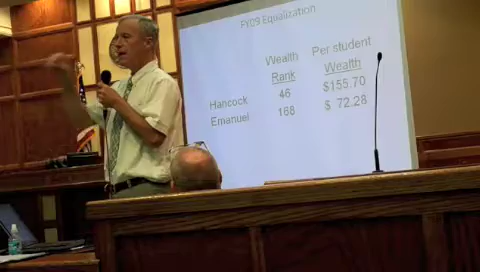 FY09 Equalization
Wealth Per student
Rank Wealth
Hancock 46 $155.70
Emanuel 168 $ 72.28